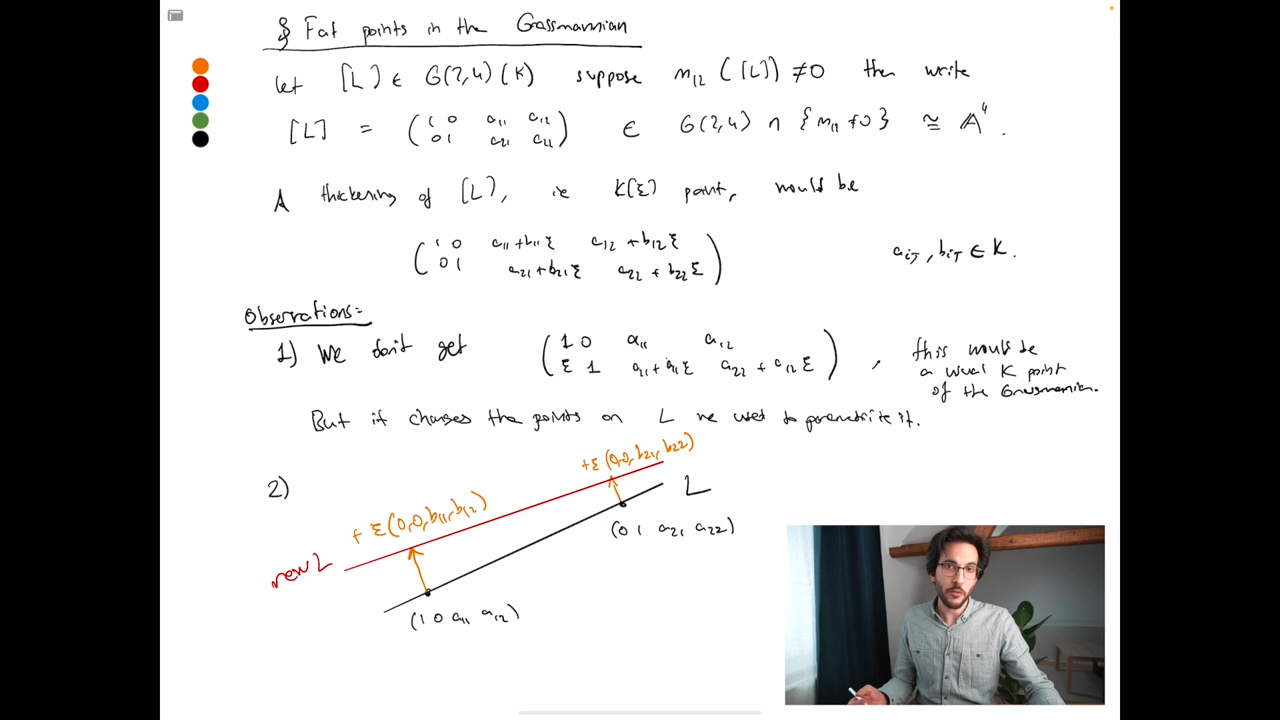 § Fat points in the Grassmannian
Let [L] ∈ G(2,4)(K) suppose m₁₂([L]) ≠ 0 then write
[L] = (1 0 a₁₁ a₁₂
0 1 a₂₁ a₂₂) ∈ G(2,4) ∩ {m₁₁ ≠ 0} ≅ 𝔸⁴.
A thickening of [L], ie K[ε] point, would be
(1 0 a₁₁+b₁₁ε a₁₂+b₁₂ε
0 1 a₂₁+b₂₁ε a₂₂+b₂₂ε) aᵢⱼ, bᵢⱼ ∈ K.
Observations:
1) We don't get (1 0 a₁₁ a₁₂
ε 1 a₂₁+a₁₁ε a₂₂+a₁₂ε), this would be
a usual K point
of the Grassmannian.
But it changes the points on L we used to parametrize it.
2)
+ε(0,0,b₂₁,b₂₂)
L
+ε(0,0,b₁₁,b₁₂)
(0 1 a₂₁ a₂₂)
new L
(1 0 a₁₁ a₁₂)